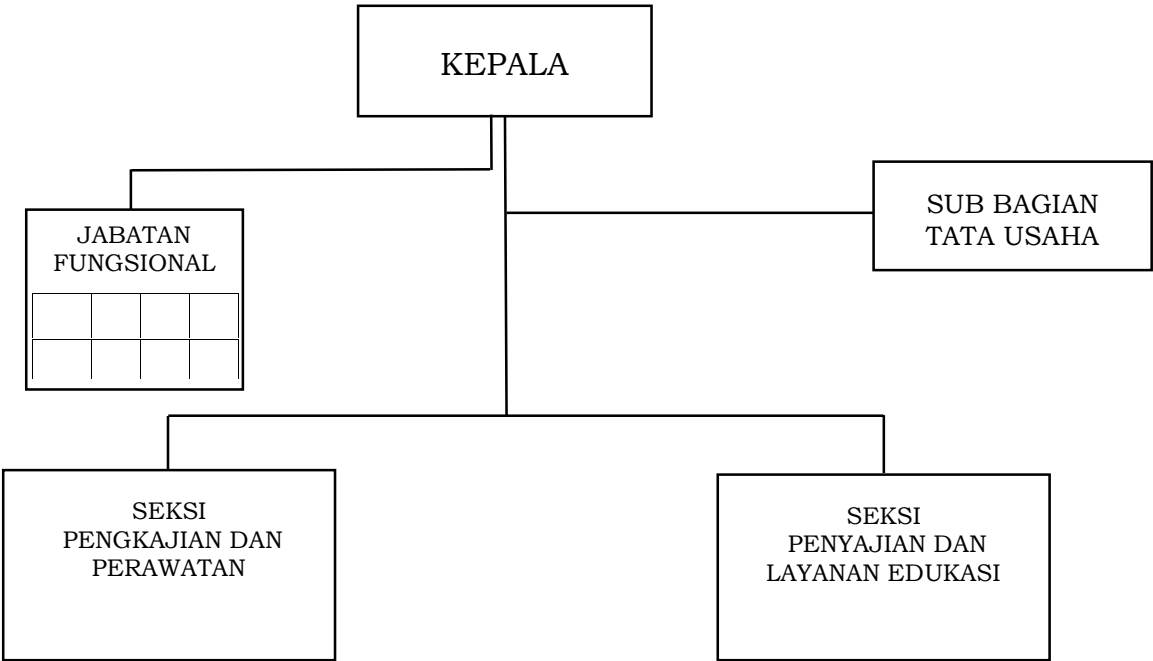 KEPALA
SUB BAGIAN
TATA USAHA
JABATAN
FUNGSIONAL
SEKSI
PENGKAJIAN DAN
PERAWATAN
SEKSI
PENYAJIAN DAN
LAYANAN EDUKASI